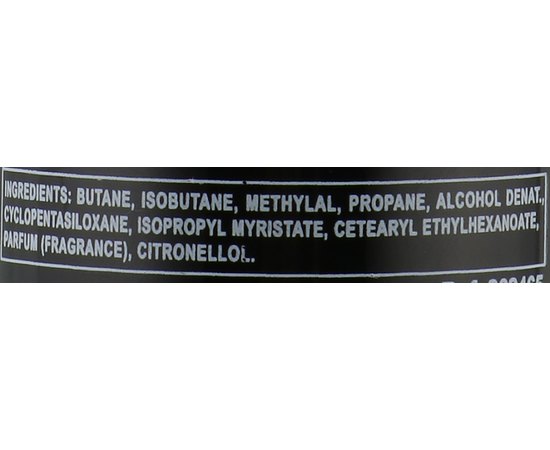 INGREDIENTS: BUTANE, ISOBUTANE, METHYLAL, PROPANE, ALCOHOL DENAT.,
CYCLOPENTASILOXANE, ISOPROPYL MYRISTATE, CETEARYL ETHYLHEXANOATE,
PARFUM (FRAGRANCE), CITRONELLOL.